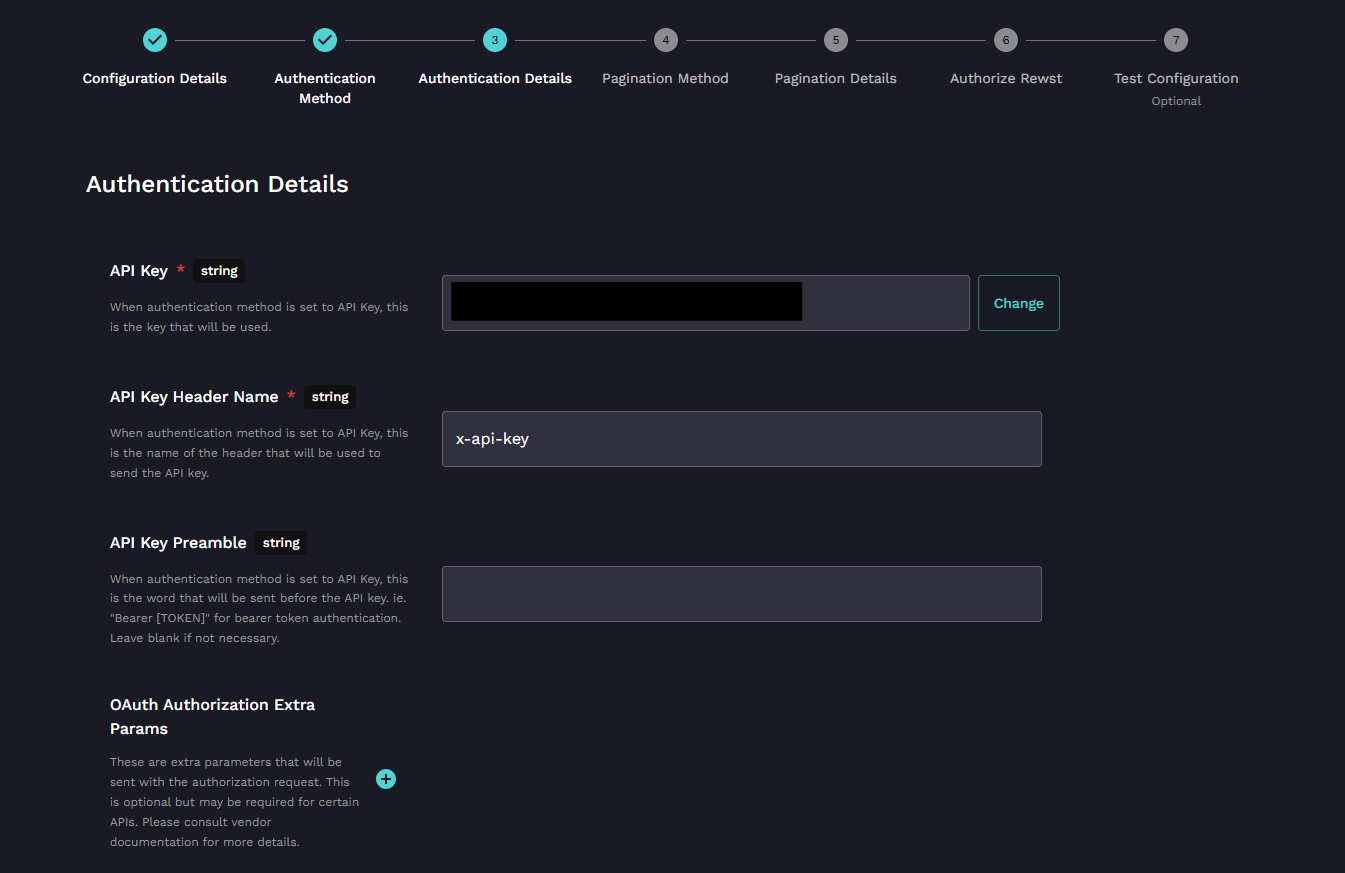 3
4
5
6
7
Configuration Details
Authentication
Method
Authentication Details
Pagination Method
Pagination Details
Authorize Rewst
Test Configuration
Optional
Authentication Details
API Key * string
When authentication method is set to API Key, this
is the key that will be used.
Change
API Key Header Name * string
When authentication method is set to API Key, this
is the name of the header that will be used to
send the API key.
x-api-key
API Key Preamble string
When authentication method is set to API Key, this
is the word that will be sent before the API key. ie.
"Bearer [TOKEN]" for bearer token authentication.
Leave blank if not necessary.
OAuth Authorization Extra
Params
These are extra parameters that will be
sent with the authorization request. This
is optional but may be required for certain
APIs. Please consult vendor
documentation for more details.